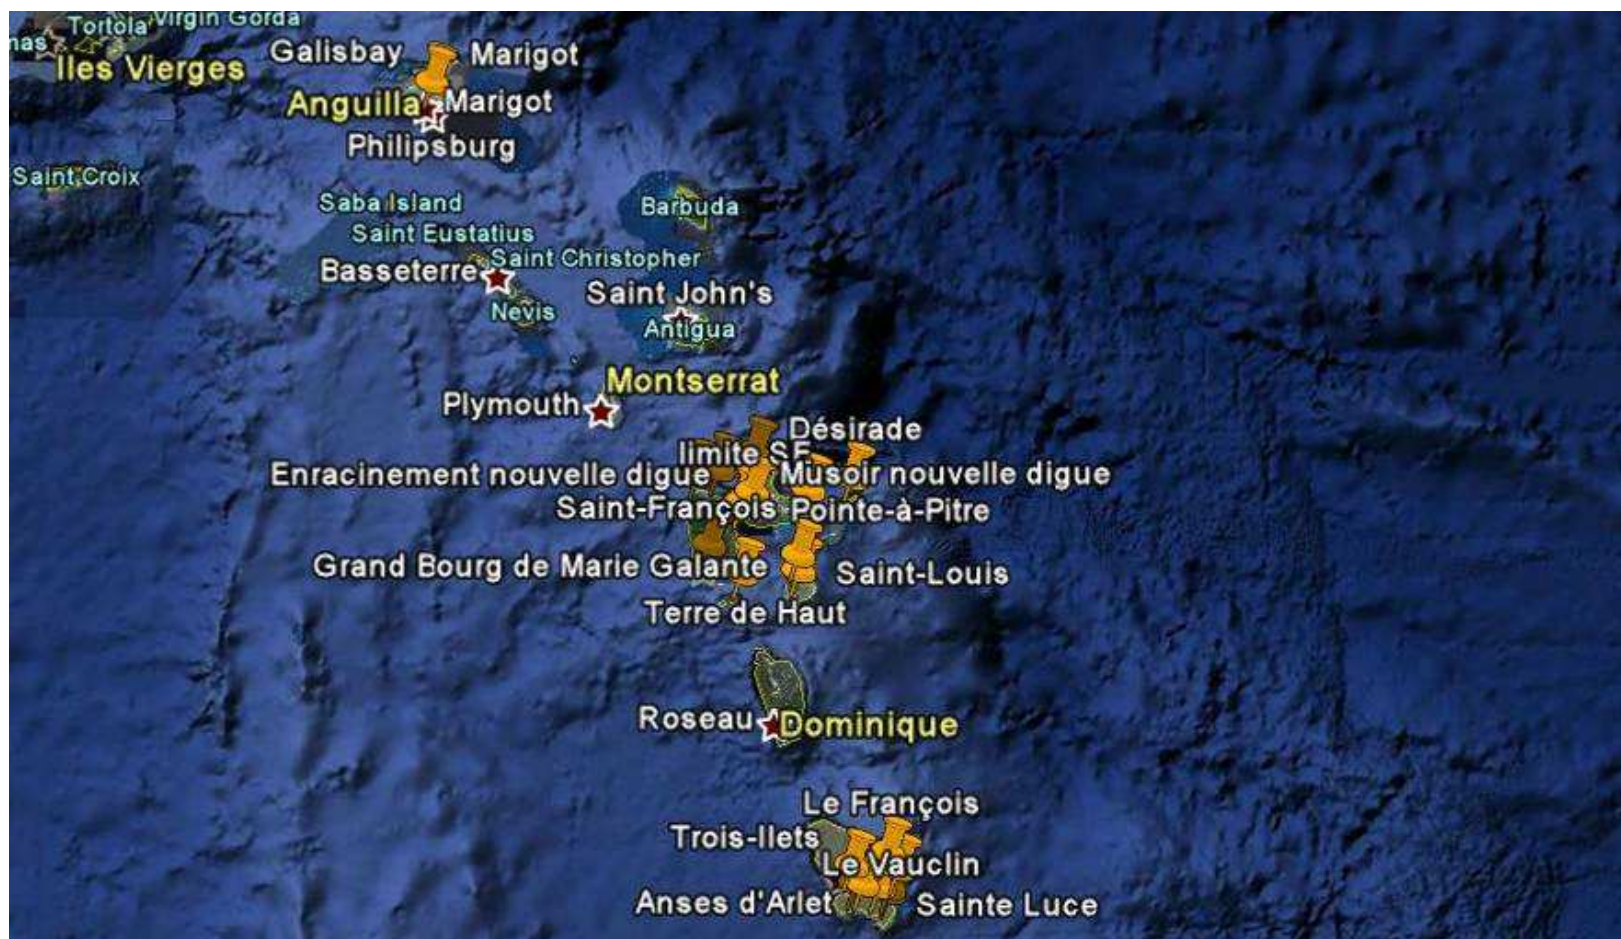 Tortola Virgin Gorda
nas
Iles Vierges
Galisbay Marigot
Anguilla Marigot
Philipsburg
Saint Croix
Saba Island
Barbuda
Saint Eustatius
Saint Christopher
Basseterre
Saint John's
Nevis
Antigua
Montserrat
Plymouth
Désirade
limite SE
Enracinement nouvelle digue Musoir nouvelle digue
Saint-François Pointe-à-Pitre
Grand Bourg de Marie Galante Saint-Louis
Terre de Haut
Roseau Dominique
Le François
Trois-Ilets
Le Vauclin
Anses d'Arlet Sainte Luce